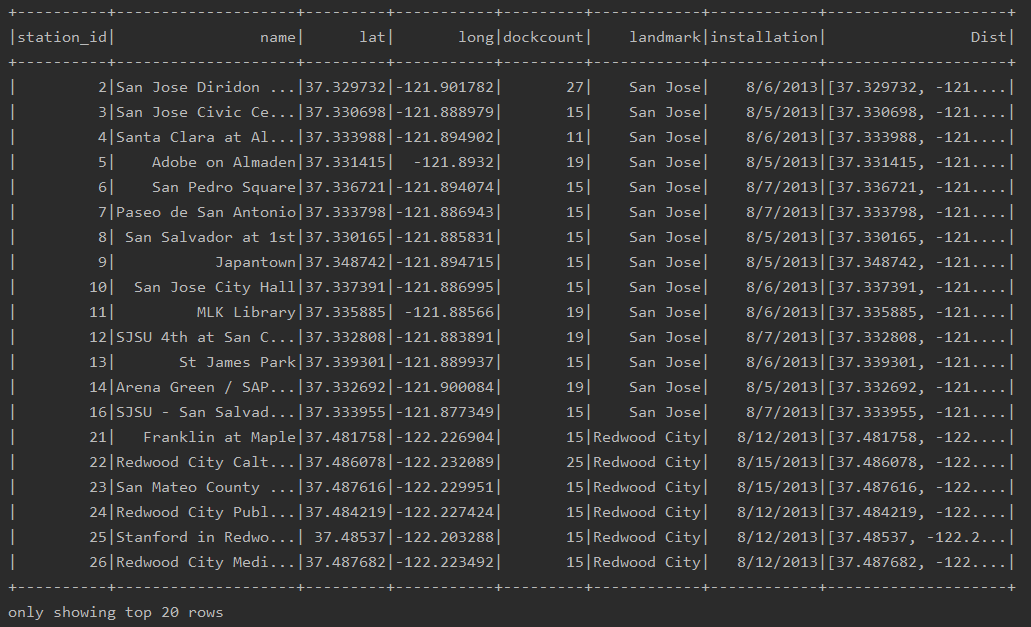 +----------+--------------------+---------+-----------+---------+------------+------------+--------------------+
|station_id|                name|      lat|       long|dockcount|    landmark|installation|                Dist|
+----------+--------------------+---------+-----------+---------+------------+------------+--------------------+
|         2|San Jose Diridon ...|37.329732|-121.901782|       27|    San Jose|    8/6/2013|[37.329732, -121....|
|         3|San Jose Civic Ce...|37.330698|-121.888979|       15|    San Jose|    8/5/2013|[37.330698, -121....|
|         4|Santa Clara at Al...|37.333988|-121.894902|       11|    San Jose|    8/6/2013|[37.333988, -121....|
|         5|    Adobe on Almaden|37.331415|  -121.8932|       19|    San Jose|    8/5/2013|[37.331415, -121....|
|         6|    San Pedro Square|37.336721|-121.894074|       15|    San Jose|    8/7/2013|[37.336721, -121....|
|         7|Paseo de San Antonio|37.333798|-121.886943|       15|    San Jose|    8/7/2013|[37.333798, -121....|
|         8| San Salvador at 1st|37.330165|-121.885831|       15|    San Jose|    8/5/2013|[37.330165, -121....|
|         9|           Japantown|37.348742|-121.894715|       15|    San Jose|    8/5/2013|[37.348742, -121....|
|        10|  San Jose City Hall|37.337391|-121.886995|       15|    San Jose|    8/6/2013|[37.337391, -121....|
|        11|         MLK Library|37.335885| -121.88566|       19|    San Jose|    8/6/2013|[37.335885, -121....|
|        12|SJSU 4th at San C...|37.332808|-121.883891|       19|    San Jose|    8/7/2013|[37.332808, -121....|
|        13|       St James Park|37.339301|-121.889937|       15|    San Jose|    8/6/2013|[37.339301, -121....|
|        14|Arena Green / SAP...|37.332692|-121.900084|       19|    San Jose|    8/5/2013|[37.332692, -121....|
|        16|SJSU - San Salvad...|37.333955|-121.877349|       15|    San Jose|    8/7/2013|[37.333955, -121....|
|        21|   Franklin at Maple|37.481758|-122.226904|       15|Redwood City|   8/12/2013|[37.481758, -122....|
|        22|Redwood City Calt...|37.486078|-122.232089|       25|Redwood City|   8/15/2013|[37.486078, -122....|
|        23|San Mateo County ...|37.487616|-122.229951|       15|Redwood City|   8/15/2013|[37.487616, -122....|
|        24|Redwood City Publ...|37.484219|-122.227424|       15|Redwood City|   8/12/2013|[37.484219, -122....|
|        25|Stanford in Redwo...| 37.48537|-122.203288|       15|Redwood City|   8/12/2013|[37.48537, -122.2...|
|        26|Redwood City Medi...|37.487682|-122.223492|       15|Redwood City|   8/12/2013|[37.487682, -122....|
+----------+--------------------+---------+-----------+---------+------------+------------+--------------------+
only showing top 20 rows